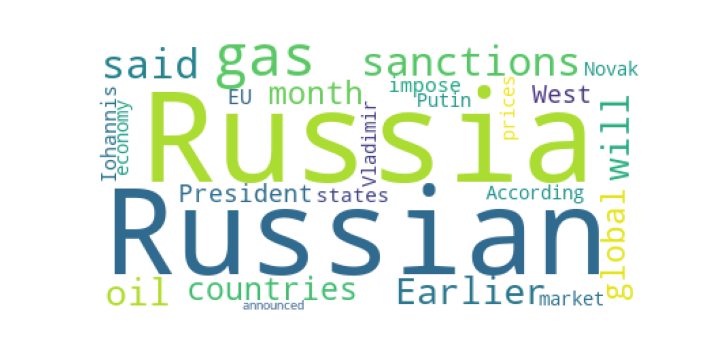 said gas sanctions Novak
Iohannis economy EU month impose Putin prices West will
Russia
Vladimir
President states According global
Russian
oil countries Earlier market
announced